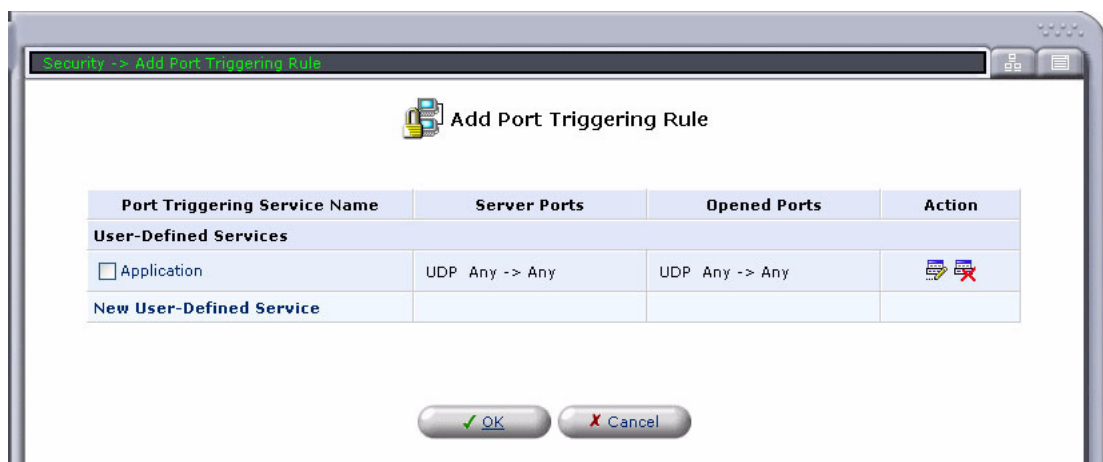 Security -> Add Port Triggering Rule
Add Port Triggering Rule
Port Triggering Service Name Server Ports Opened Ports Action
User-Defined Services
Application UDP Any -> Any UDP Any -> Any
New User-Defined Service
OK Cancel